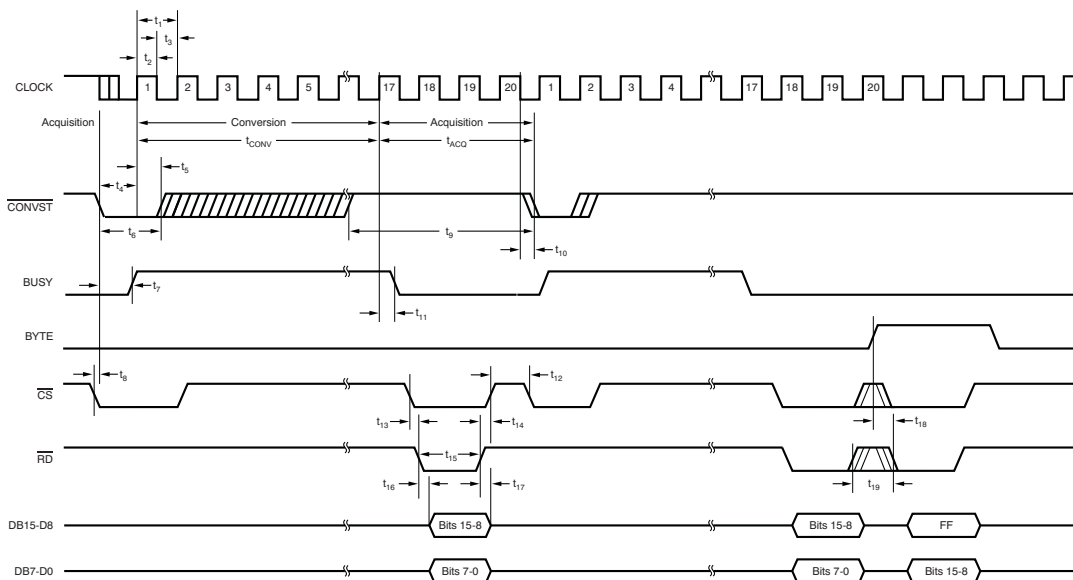 t1
t3
t2
CLOCK
1 2 3 4 5 17 18 19 20 1 2 3 4 17 18 19 20
Acquisition Conversion Acquisition
tCONV tACQ
t5
t4
CONVST
t6 t9
t10
BUSY
t7
t11
BYTE
t8
t12
CS
t13 t14 t18
RD
t15
t16 t17 t19
DB15-D8 Bits 15-8 Bits 15-8 FF
DB7-D0 Bits 7-0 Bits 7-0 Bits 15-8